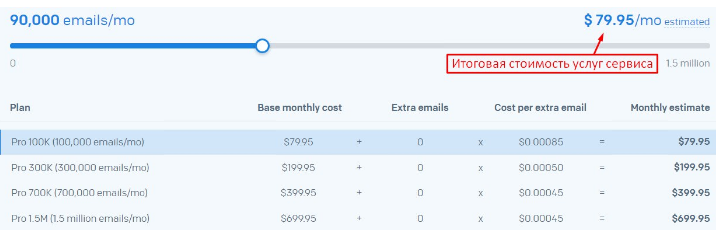 90,000 emails/mo $79.95/mo estimated
Итоговая стоимость услуг сервиса
0 1.5 million
Plan Base monthly cost Extra emails Cost per extra email Monthly estimate
Pro 100K (100,000 emails/mo) $79.95 + 0 x $0.00085 = $79.95
Pro 300K (300,000 emails/mo) $199.95 + 0 x $0.00050 = $199.95
Pro 700K (700,000 emails/mo) $399.95 + 0 x $0.00045 = $399.95
Pro 1.5M (1.5 million emails/mo) $699.95 + 0 x $0.00045 = $699.95